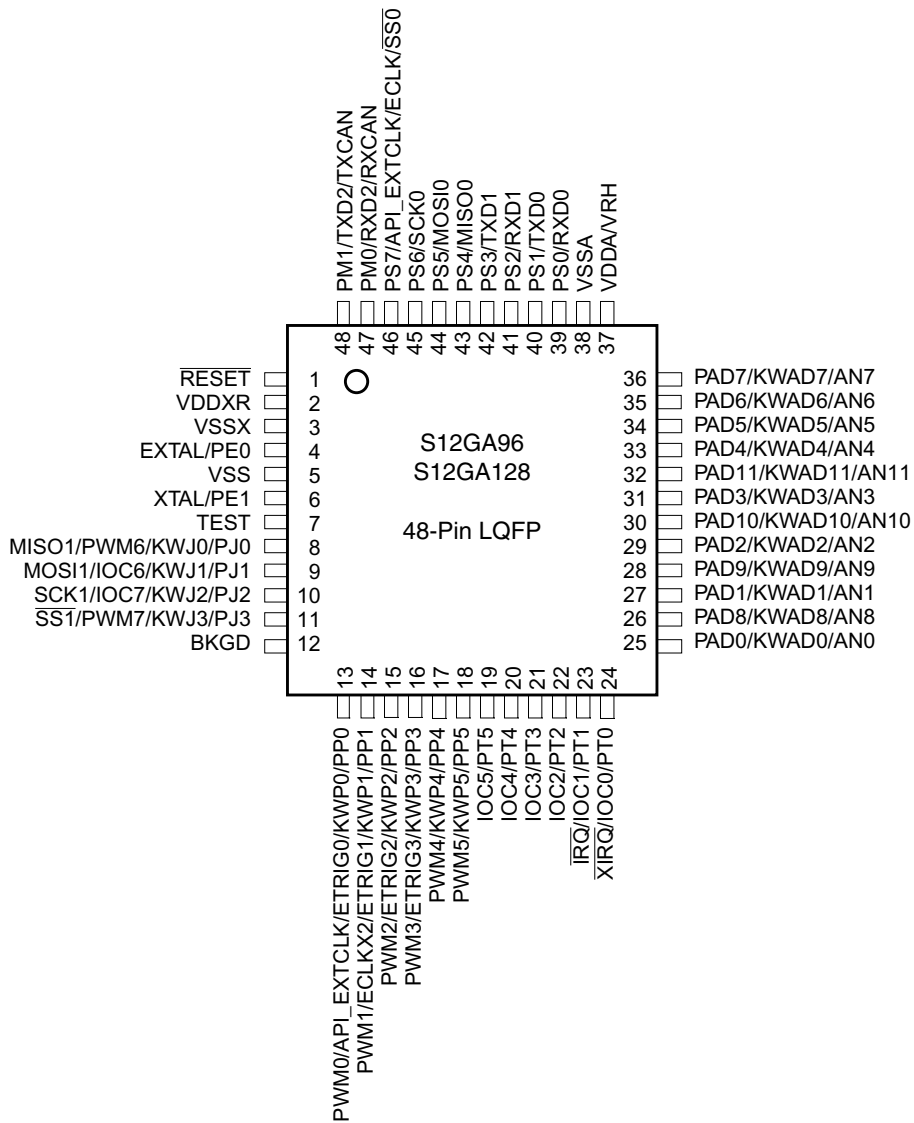 PM1/TXD2/TXCAN
PM0/RXD2/RXCAN
PS7/API_EXTCLK/ECLK/SS0
PS6/SCK0
PS5/MOSI0
PS4/MISO0
PS3/TXD1
PS2/RXD1
PS1/TXD0
PS0/RXD0
VSSA
VDDA/VRH
48
47
46
45
44
43
42
41
40
39
38
37
RESET 1
VDDXR 2
VSSX 3
EXTAL/PE0 4
VSS 5
XTAL/PE1 6
TEST 7
MISO1/PWM6/KWJ0/PJ0 8
MOSI1/IOC6/KWJ1/PJ1 9
SCK1/IOC7/KWJ2/PJ2 10
SS1/PWM7/KWJ3/PJ3 11
BKGD 12
S12GA96
S12GA128
48-Pin LQFP
36 PAD7/KWAD7/AN7
35 PAD6/KWAD6/AN6
34 PAD5/KWAD5/AN5
33 PAD4/KWAD4/AN4
32 PAD11/KWAD11/AN11
31 PAD3/KWAD3/AN3
30 PAD10/KWAD10/AN10
29 PAD2/KWAD2/AN2
28 PAD9/KWAD9/AN9
27 PAD1/KWAD1/AN1
26 PAD8/KWAD8/AN8
25 PAD0/KWAD0/AN0
13
14
15
16
17
18
19
20
21
22
23
24
PWM0/API_EXTCLK/ETRIG0/KWP0/PP0
PWM1/ECLKX2/ETRIG1/KWP1/PP1
PWM2/ETRIG2/KWP2/PP2
PWM3/ETRIG3/KWP3/PP3
PWM4/KWP4/PP4
PWM5/KWP5/PP5
IOC5/PT5
IOC4/PT4
IOC3/PT3
IOC2/PT2
IRQ/IOC1/PT1
XIRQ/IOC0/PT0